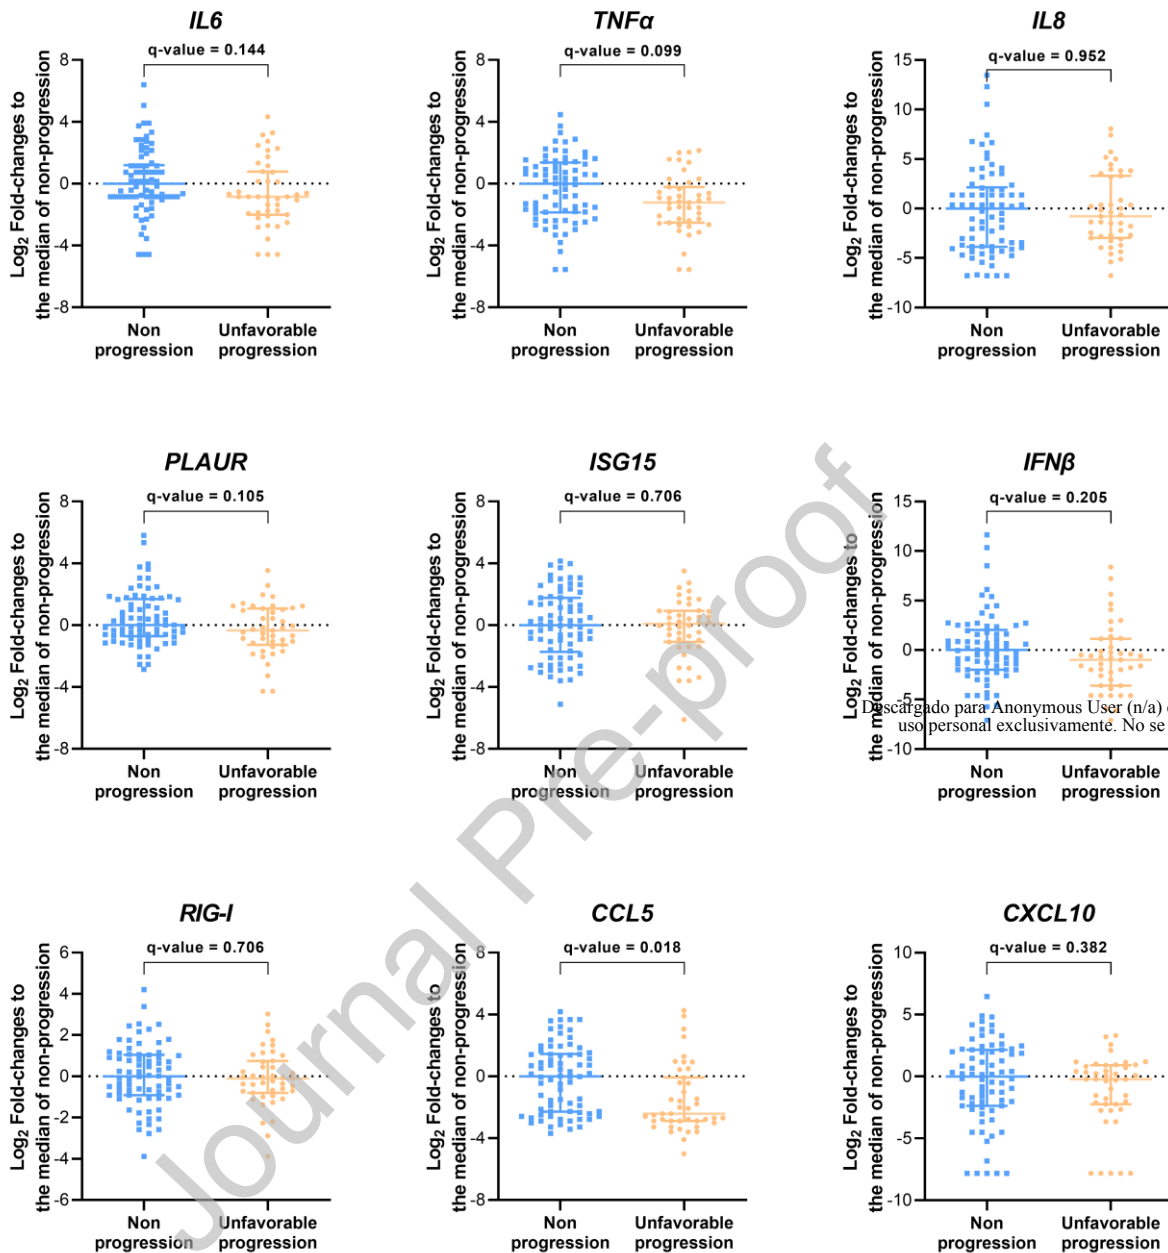 IL6
TNFα
IL8
q-value = 0.144
q-value = 0.099
q-value = 0.952
Log2 Fold-changes to
the median of non-progression
8
4
0
-4
-8
Non
progression
Unfavorable
progression
Log2 Fold-changes to
the median of non-progression
8
4
0
-4
-8
Non
progression
Unfavorable
progression
Log2 Fold-changes to
the median of non-progression
15
10
5
0
-5
-10
Non
progression
Unfavorable
progression
PLAUR
ISG15
IFNβ
q-value = 0.105
q-value = 0.706
q-value = 0.205
Log2 Fold-changes to
the median of non-progression
8
4
0
-4
-8
Non
progression
Unfavorable
progression
Log2 Fold-changes to
the median of non-progression
8
4
0
-4
-8
Non
progression
Unfavorable
progression
Log2 Fold-changes to
the median of non-progression
15
10
5
0
-5
-10
Non
progression
Unfavorable
progression
Descargado para Anonymous User (n/a)
uso personal exclusivamente. No se
RIG-I
CCL5
CXCL10
q-value = 0.706
q-value = 0.018
q-value = 0.382
Log2 Fold-changes to
the median of non-progression
6
4
2
0
-2
-4
-6
Non
progression
Unfavorable
progression
Log2 Fold-changes to
the median of non-progression
8
4
0
-4
-8
Non
progression
Unfavorable
progression
Log2 Fold-changes to
the median of non-progression
10
5
0
-5
-10
Non
progression
Unfavorable
progression
Journal Pre-proof